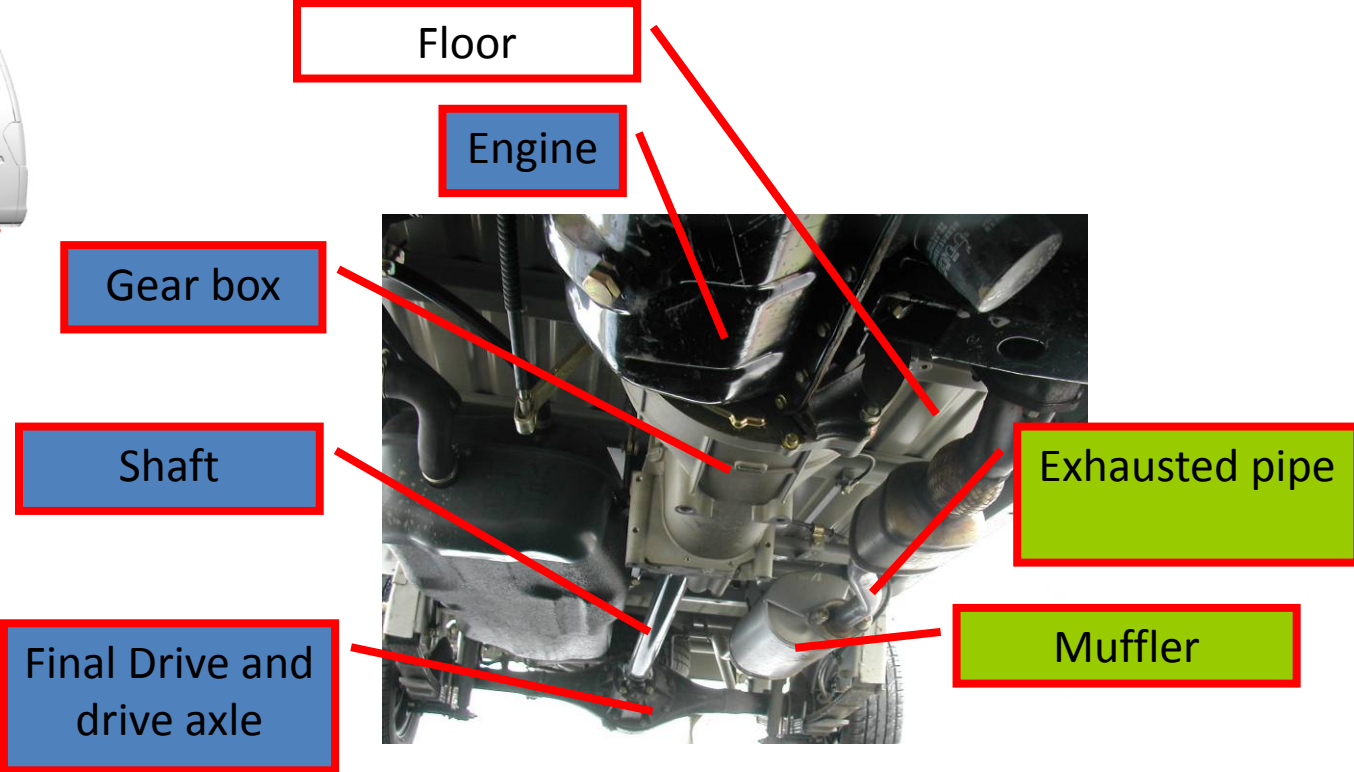 Floor
Engine
Gear box
Shaft
Exhausted pipe
Muffler
Final Drive and
drive axle